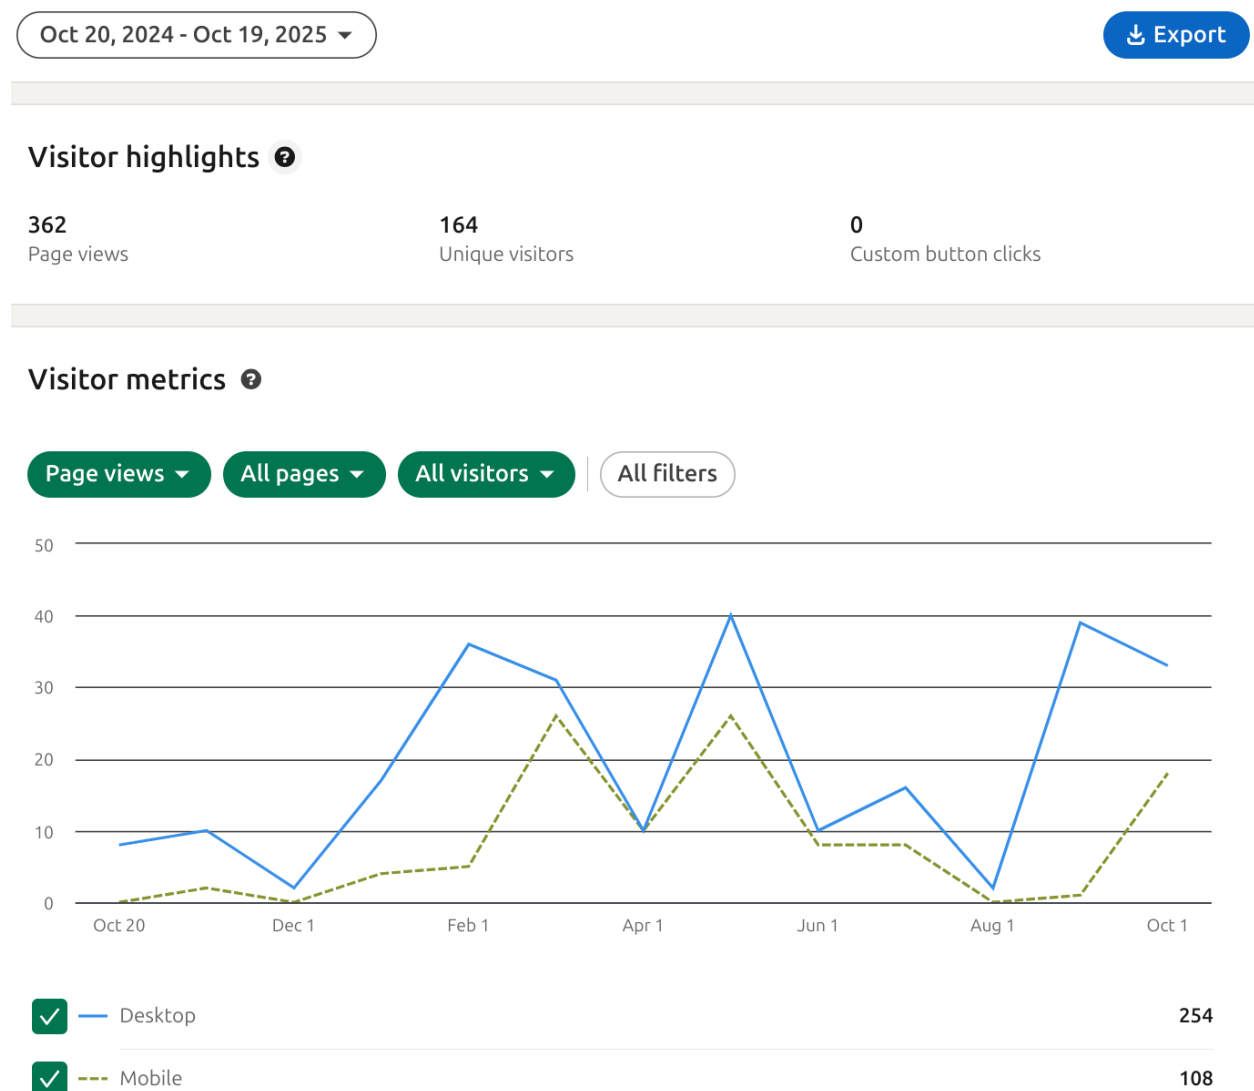 Oct 20, 2024 - Oct 19, 2025
Export
Visitor highlights
362
Page views
164
Unique visitors
0
Custom button clicks
Visitor metrics
Page views
All pages
All visitors
All filters
50
40
30
20
10
0
Oct 20
Dec 1
Feb 1
Apr 1
Jun 1
Aug 1
Oct 1
Desktop
254
Mobile
108